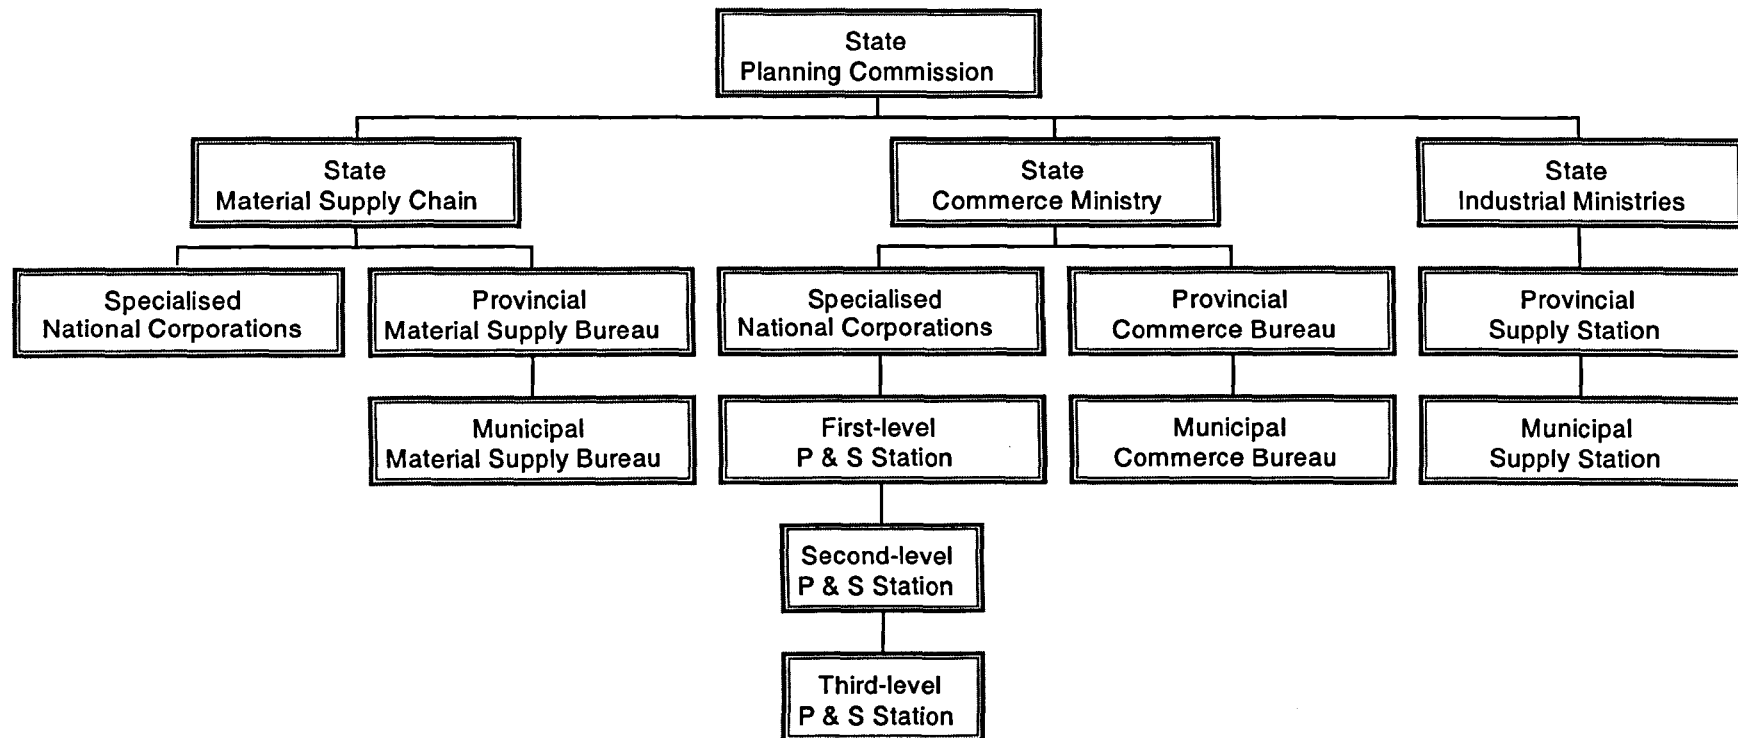 State
Planning Commission
State
Material Supply Chain
State
Commerce Ministry
State
Industrial Ministries
Specialised
National Corporations
Provincial
Material Supply Bureau
Specialised
National Corporations
Provincial
Commerce Bureau
Provincial
Supply Station
Municipal
Material Supply Bureau
First-level
P & S Station
Municipal
Commerce Bureau
Municipal
Supply Station
Second-level
P & S Station
Third-level
P & S Station